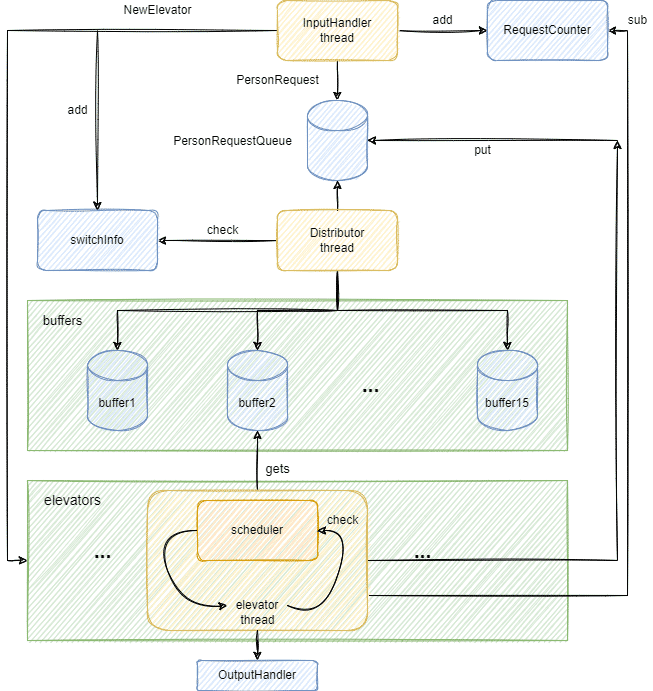 NewElevator
InputHandler
thread
add
RequestCounter
sub
PersonRequest
add
PersonRequestQueue
put
switchInfo
check
Distributor
thread
buffers
buffer1
buffer2
...
buffer15
gets
elevators
scheduler
check
...
...
elevator
thread
OutputHandler